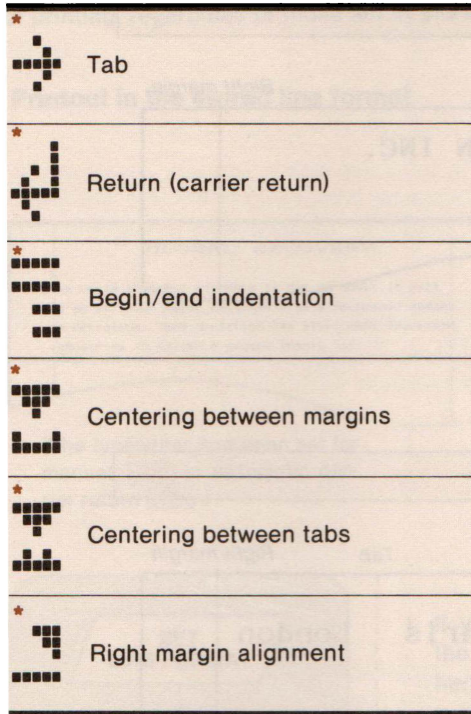 * Tab
* Return (carrier return)
* Begin/end indentation
* Centering between margins
* Centering between tabs
* Right margin alignment